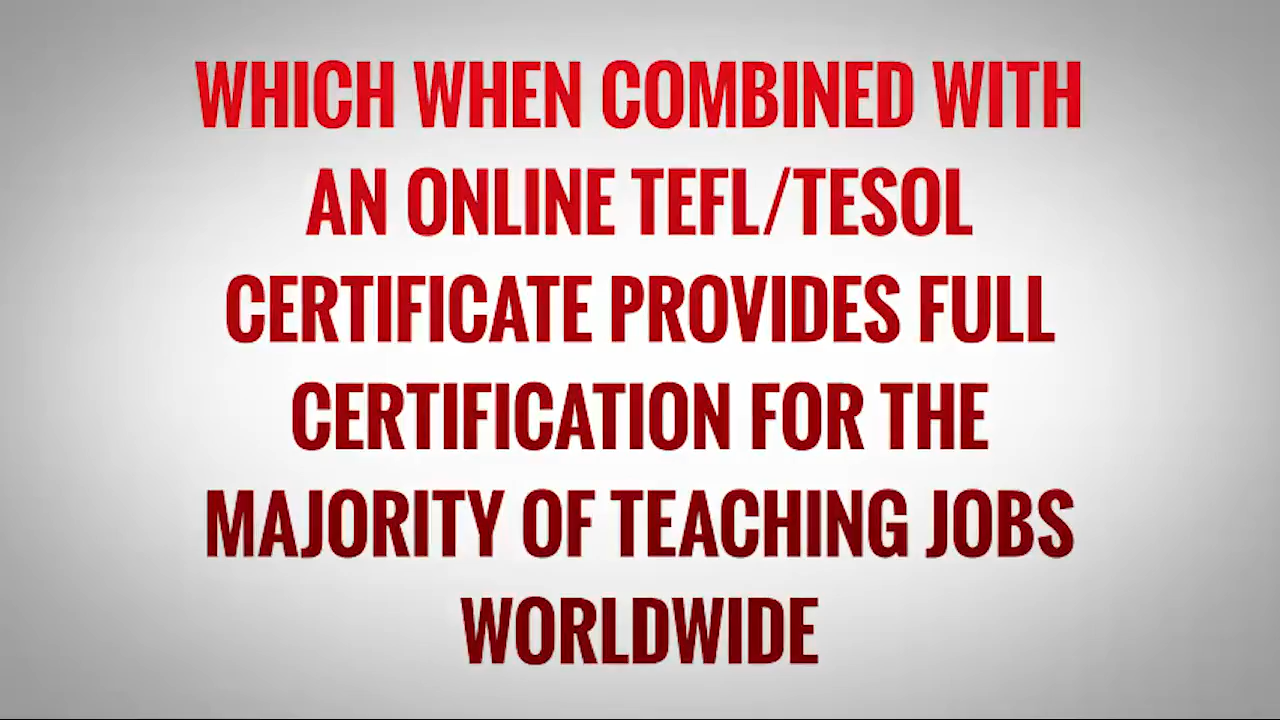 WHICH WHEN COMBINED WITH
AN ONLINE TEFL/TESOL
CERTIFICATE PROVIDES FULL
CERTIFICATION FOR THE
MAJORITY OF TEACHING JOBS
WORLDWIDE